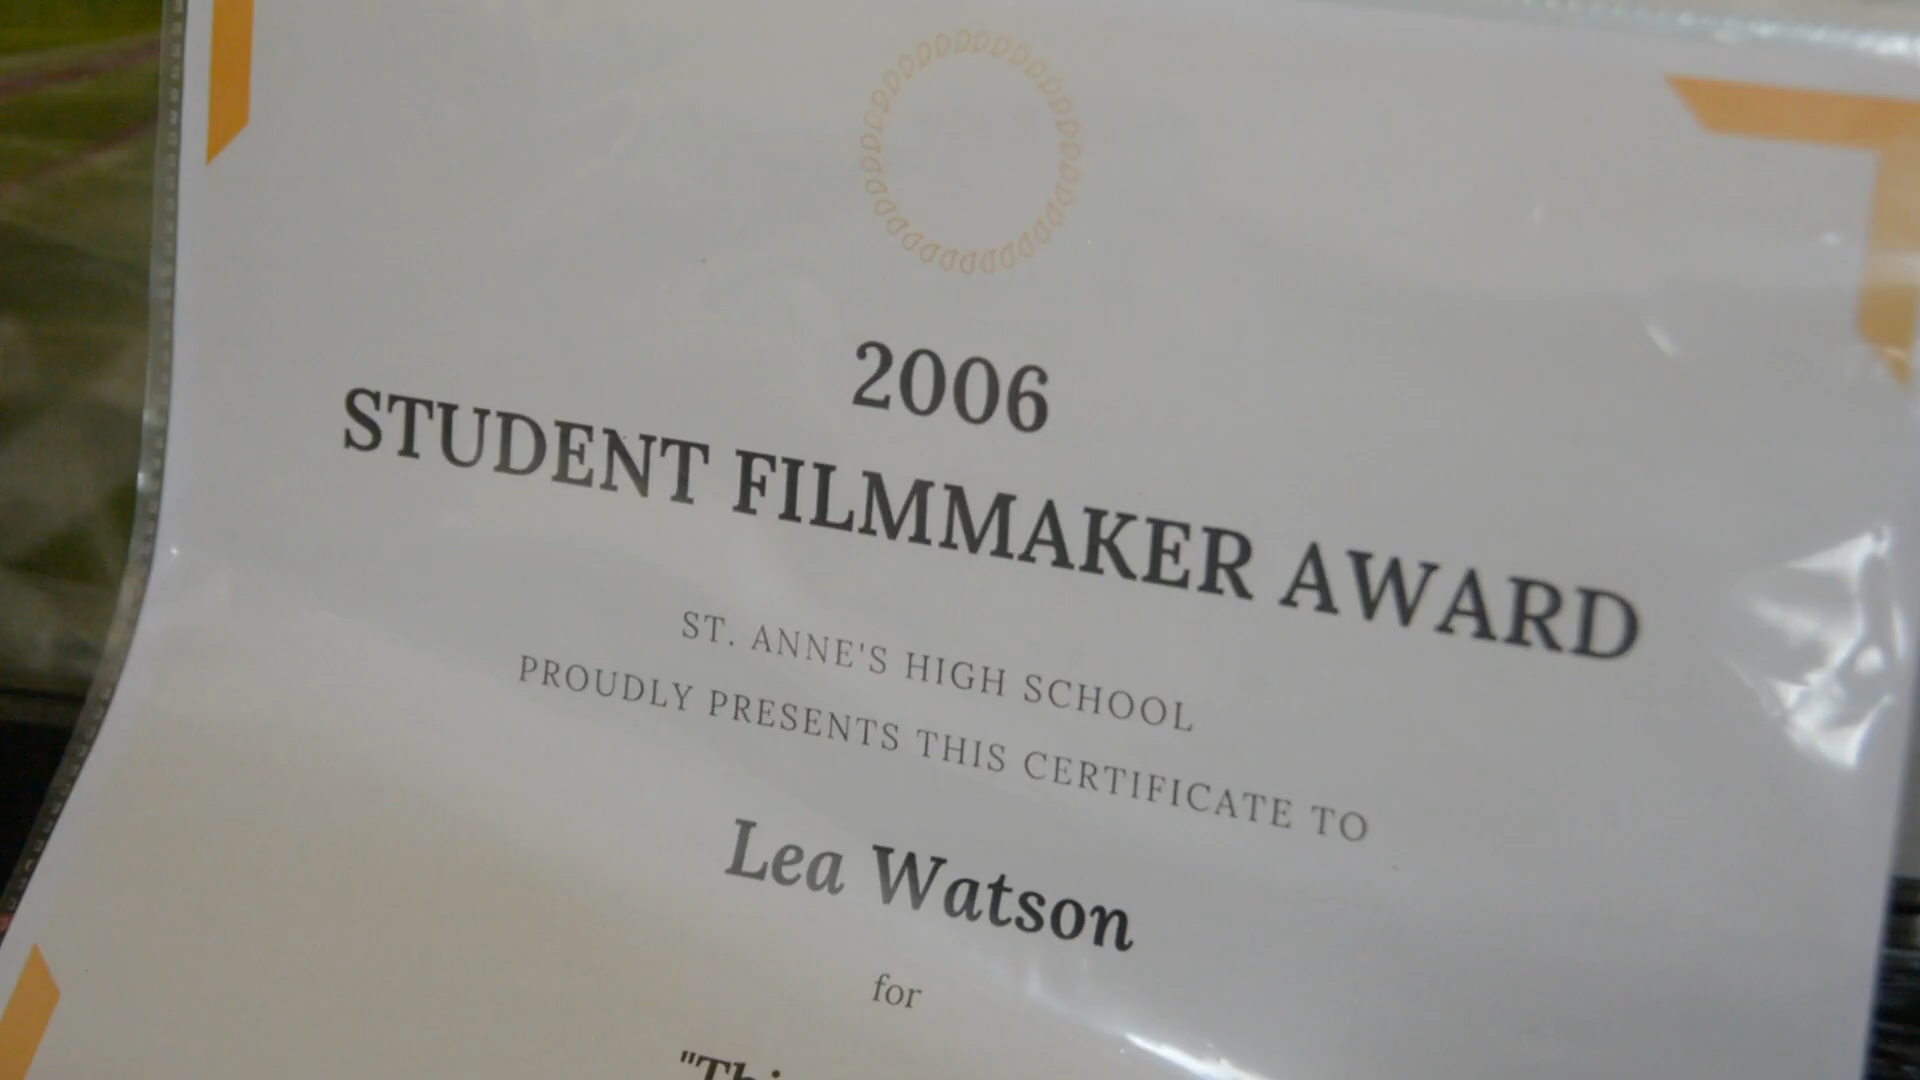 2006
STUDENT FILMMAKER AWARD
ST. ANNE'S HIGH SCHOOL
PROUDLY PRESENTS THIS CERTIFICATE TO
Lea Watson
for